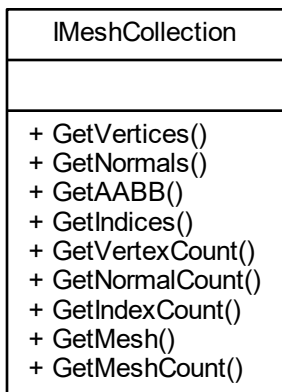 IMeshCollection
+ GetVertices()
+ GetNormals()
+ GetAABB()
+ GetIndices()
+ GetVertexCount()
+ GetNormalCount()
+ GetIndexCount()
+ GetMesh()
+ GetMeshCount()